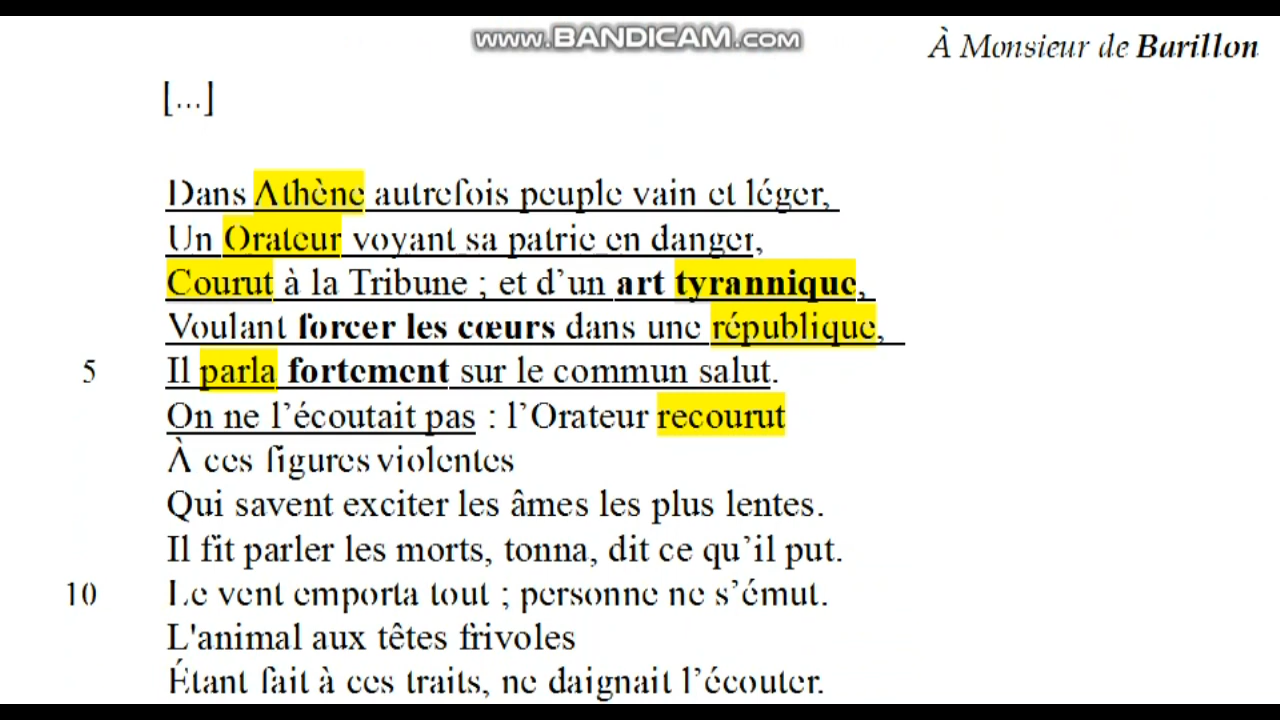 www.BANDICAM.com
À Monsieur de Barillon
[...]
Dans Athène autrefois peuple vain et léger,
Un Orateur voyant sa patrie en danger,
Courut à la Tribune ; et d’un art tyrannique,
Voulant forcer les cœurs dans une république,
5 Il parla fortement sur le commun salut.
On ne l’écoutait pas : l’Orateur recourut
À ces figures violentes
Qui savent exciter les âmes les plus lentes.
Il fit parler les morts, tonna, dit ce qu’il put.
10 Le vent emporta tout ; personne ne s’émut.
L'animal aux têtes frivoles
Étant fait à ces traits, ne daignait l’écouter.